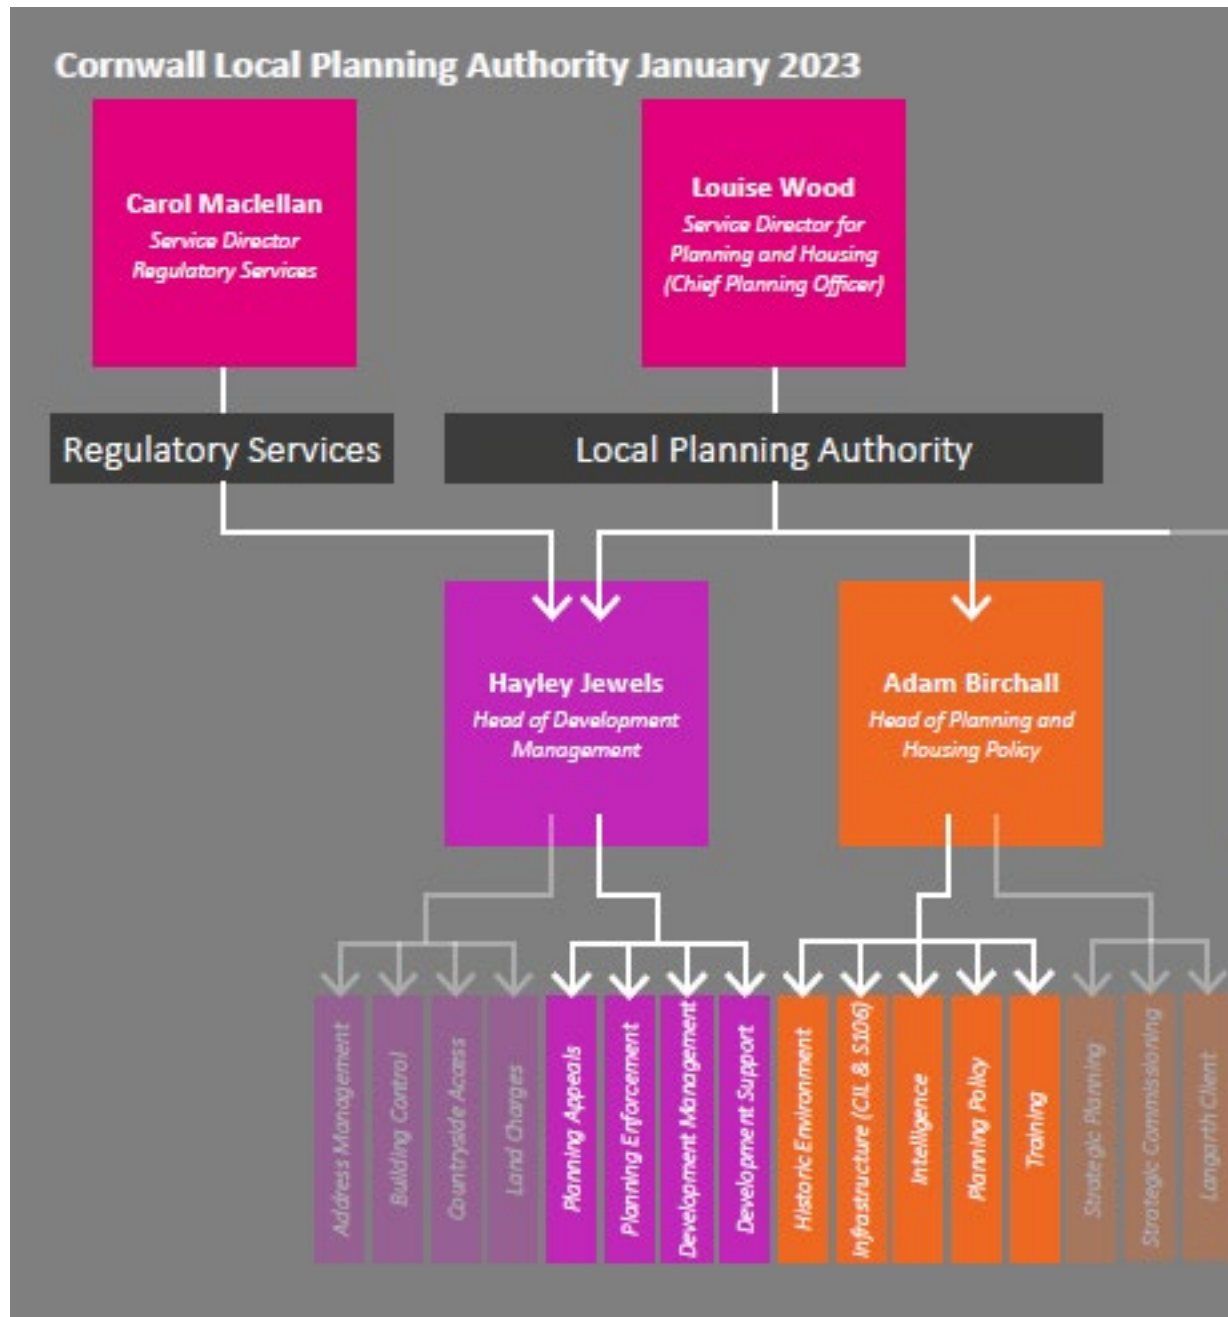 Cornwall Local Planning Authority January 2023
Carol Maclellan
Service Director
Regulatory Services
Louise Wood
Service Director for
Planning and Housing
(Chief Planning Officer)
Regulatory Services
Local Planning Authority
Hayley Jewels
Head of Development
Management
Adam Birchall
Head of Planning and
Housing Policy
Address Management
Building Control
Countryside Access
Land Charges
Planning Appeals
Planning Enforcement
Development Management
Development Support
Historic Environment
Infrastructure (CIL & S106)
Intelligence
Planning Policy
Training
Strategic Planning
Strategic Commissioning
Langarth Client